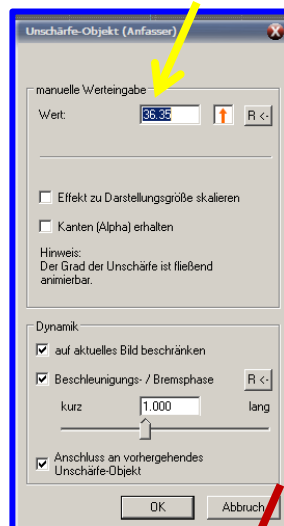 Unschärfe-Objekt (Anfasser)
manuelle Werteingabe
Wert: 36.35 R <-
Effekt zu Darstellungsgröße skalieren
Kanten (Alpha) erhalten
Hinweis:
Der Grad der Unschärfe ist fließend
animierbar.
Dynamik
auf aktuelles Bild beschränken
Beschleunigungs- / Bremsphase R <-
kurz 1.000 lang
Anschluss an vorhergehendes
Unschärfe-Objekt
OK Abbruch